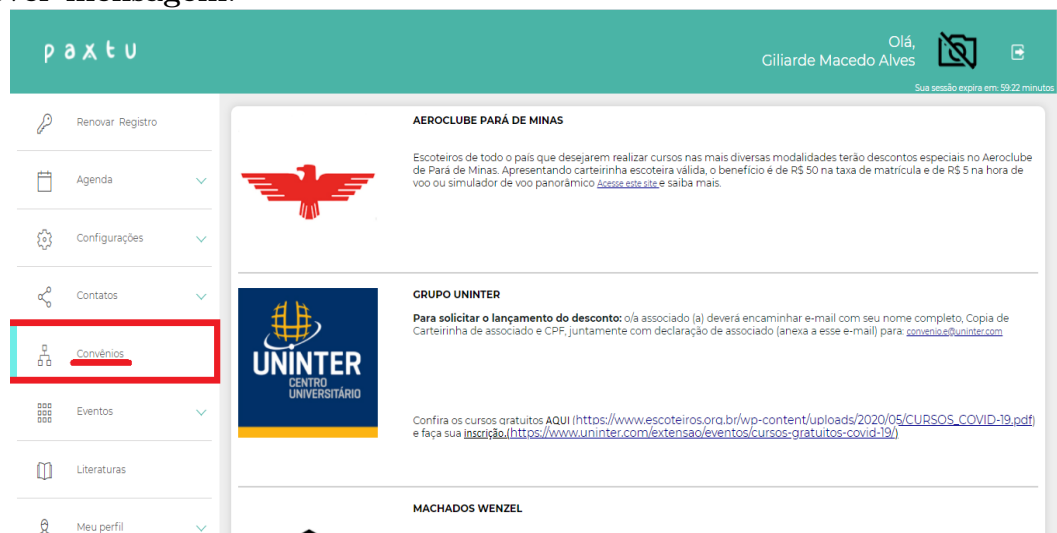 ver mensagem.
paxtu
Olá,
Giliarde Macedo Alves
Sua sessão expira em: 59:22 minutos
Renovar Registro
Agenda
Configurações
Contatos
Convênios
Eventos
Literaturas
Meu perfil
AEROCLUBE PARÁ DE MINAS
Escoteiros de todo o país que desejarem realizar cursos nas mais diversas modalidades terão descontos especiais no Aeroclube
de Pará de Minas. Apresentando carteirinha escoteira válida, o benefício é de R$ 50 na taxa de matrícula e de R$ 5 na hora de
voo ou simulador de voo panorâmico Acesse este site e saiba mais.
UNINTER
CENTRO
UNIVERSITÁRIO
GRUPO UNINTER
Para solicitar o lançamento do desconto: o/a associado (a) deverá encaminhar e-mail com seu nome completo, Copia de
Carteirinha de associado e CPF, juntamente com declaração de associado (anexa a esse e-mail) para: convenio.e@uninter.com
Confira os cursos gratuitos AQUI (https://www.escoteiros.org.br/wp-content/uploads/2020/05/CURSOS_COVID-19.pdf)
e faça sua inscrição.(https://www.uninter.com/extensao/eventos/cursos-gratuitos-covid-19/)
MACHADOS WENZEL